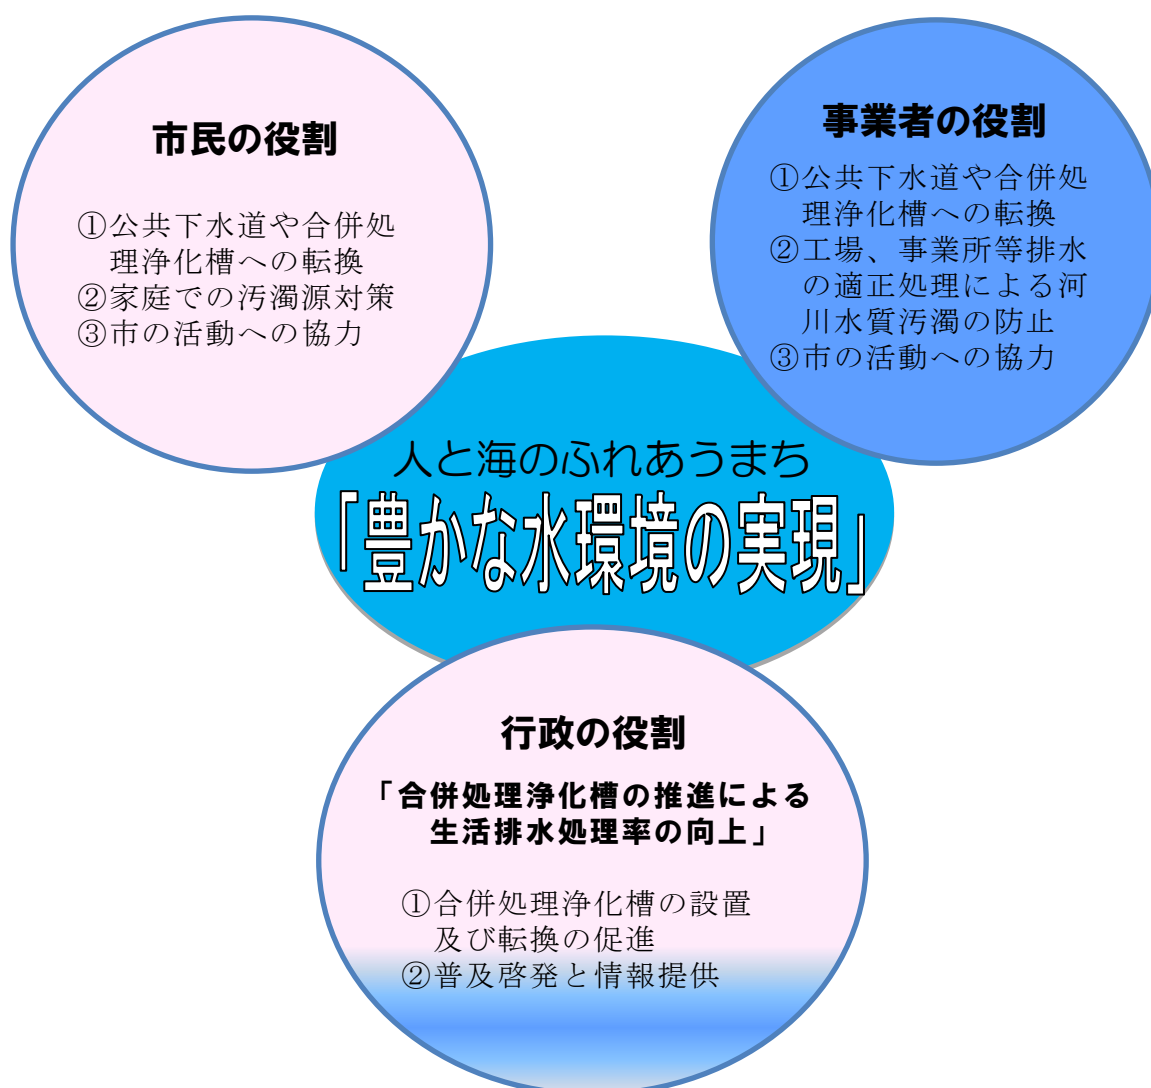 市民の役割
①公共下水道や合併処
理浄化槽への転換
②家庭での汚濁源対策
③市の活動への協力
事業者の役割
①公共下水道や合併処
理浄化槽への転換
②工場、事業所等排水
の適正処理による河
川水質汚濁の防止
③市の活動への協力
人と海のふれあうまち
「豊かな水環境の実現」
行政の役割
「合併処理浄化槽の推進による
生活排水処理率の向上」
①合併処理浄化槽の設置
及び転換の促進
②普及啓発と情報提供